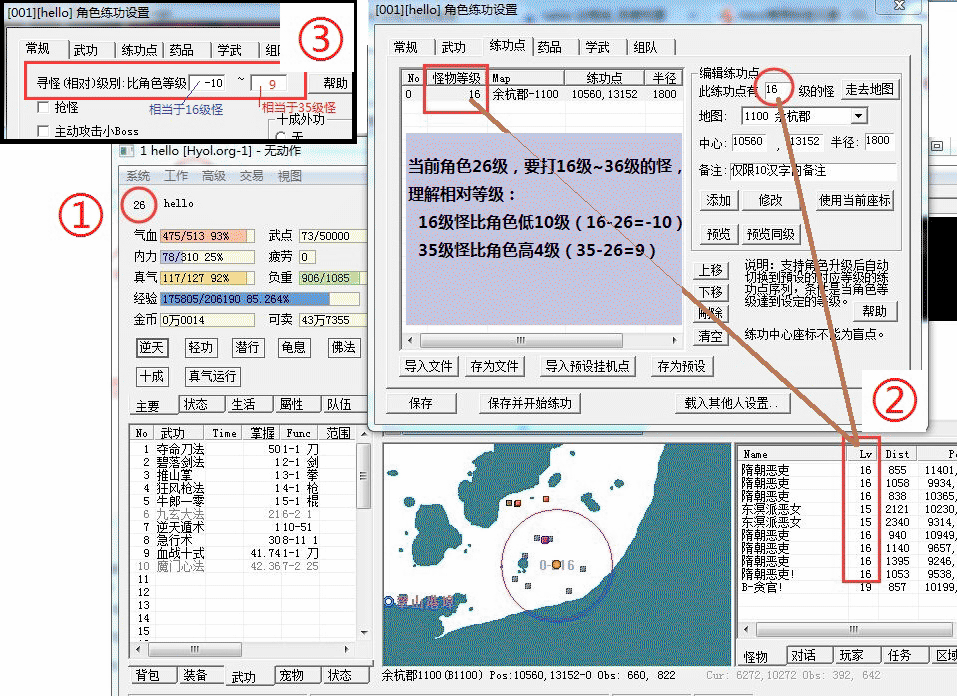 [001][hello] 角色练功设置
常规 武功 练功点 药品 学武 组队
寻怪(相对)级别:比角色等级 -10 ~ 9 帮助
抢怪 相当于16级怪 相当于35级怪
主动攻击小Boss 十成外功
无
③
[001][hello] 角色练功设置
常规 武功 练功点 药品 学武 组队
No 怪物等级 Map 练功点 半径
0 16 余杭郡-1100 10560,13152 1800
当前角色26级，要打16级~36级的怪，
理解相对等级：
16级怪比角色低10级（16-26=-10）
35级怪比角色高4级（35-26=9）
编辑练功点
此练功点有 16 级的怪 走去地图
地图: 1100 余杭郡
中心: 10560 , 13152 半径: 1800
备注: 仅限10汉字内备注
添加 修改 使用当前座标
预览 预览同级
上移
下移
删除
清空
说明: 支持角色升级后自动
切换到预设的对应等级的练
功点序列，条件是当角色等
级达到设定的等级。
帮助
练功中心座标不能为盲点。
导入文件 存为文件 导入预设挂机点 存为预设
保存 保存并开始练功 载入其他人设置..
②
1 hello [Hyol.org-1] - 无动作
系统 工作 高级 交易 视图
①
26 hello
气血 475/513 93% 武点 73/50000
内力 78/310 25% 疲劳 0
真气 117/127 92% 负重 906/1085
经验 175805/206190 85.264%
金币 0万0014 可卖 43万7355
逆天 轻功 潜行 龟息 佛法
十成 真气运行
主要 状态 生活 属性 队伍
No 武功 Time 掌握 Func 范围
1 夺命刀法 50 1-1 刀
2 碧落剑法 1 2-1 剑
3 推山掌 1 3-1 拳
4 狂风枪法 1 4-1 枪
5 牛郎一零 1 5-1 棍
6 九玄大法 21 6-2 1
7 逆天遁术 1 10-51
8 急行术 30 8-11 1
9 血战十式 41.74 1-1 刀
10 魔门心法 42.36 7-2 25
11
12
13
14
15
背包 装备 武功 宠物 状态
0-16
余杭郡1100(B1100) Pos:10560,13152-0 Obs: 660, 822 Cur: 6272,10272 Obs: 392, 642
Name Lv Dist
隋朝恶吏 16 855 11401,
隋朝恶吏 16 1058 9934,
隋朝恶吏 16 838 10365,
东溟派恶女 15 2121 10230,
东溟派恶女 15 2340 9314,
隋朝恶吏 16 940 10949,
隋朝恶吏 16 1140 9657,
隋朝恶吏 16 1395 9246,
隋朝恶吏! 16 1053 9538,
B-贪官! 19 857 10199,
怪物 对话 玩家 任务 区域